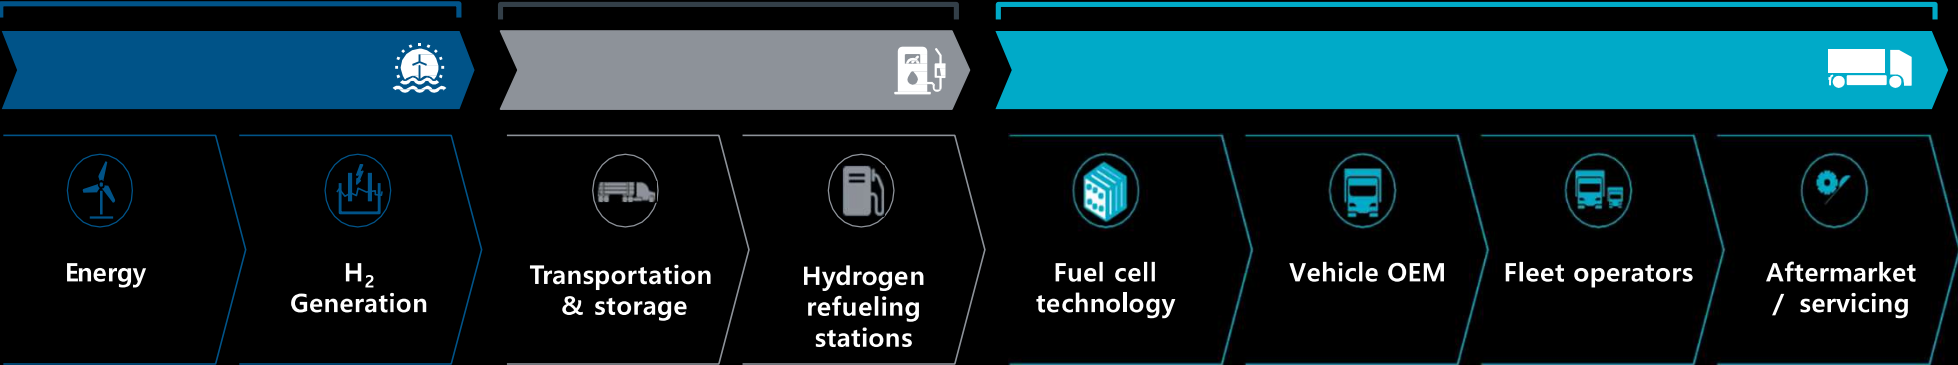 Energy
H₂
Generation
Transportation
& storage
Hydrogen
refueling
stations
Fuel cell
technology
Vehicle OEM
Fleet operators
Aftermarket
/ servicing